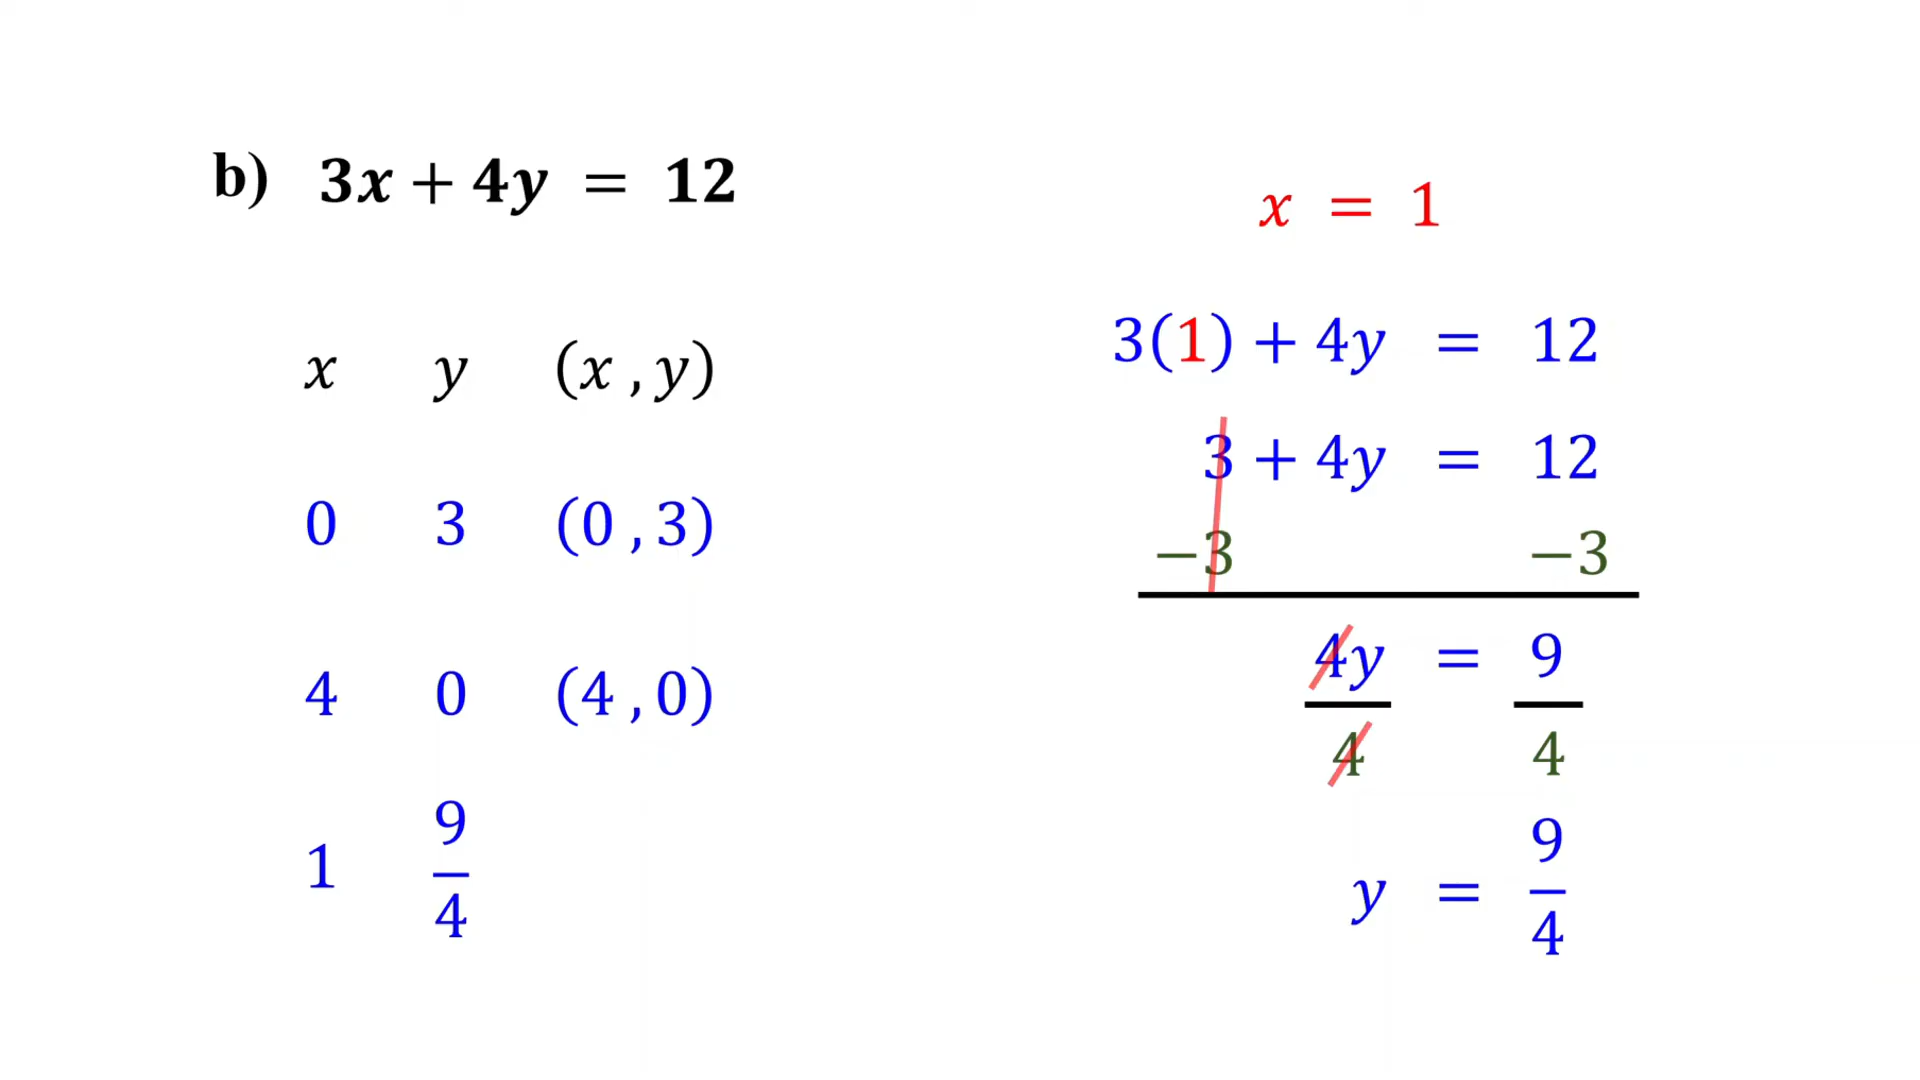 b) 3x + 4y = 12
x y (x , y)
0 3 (0 , 3)
4 0 (4 , 0)
1 9/4
x = 1
3(1) + 4y = 12
3 + 4y = 12
−3 −3
4y = 9
4 4
y = 9/4